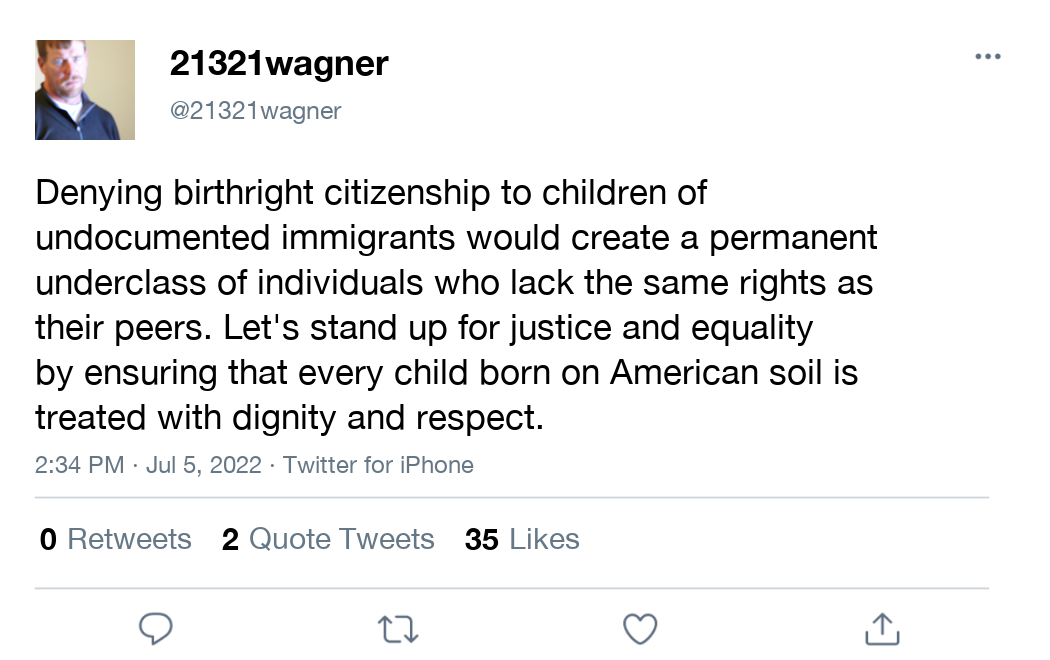 21321wagner
@21321wagner
Denying birthright citizenship to children of
undocumented immigrants would create a permanent
underclass of individuals who lack the same rights as
their peers. Let's stand up for justice and equality
by ensuring that every child born on American soil is
treated with dignity and respect.
2:34 PM · Jul 5, 2022 · Twitter for iPhone
0 Retweets 2 Quote Tweets 35 Likes